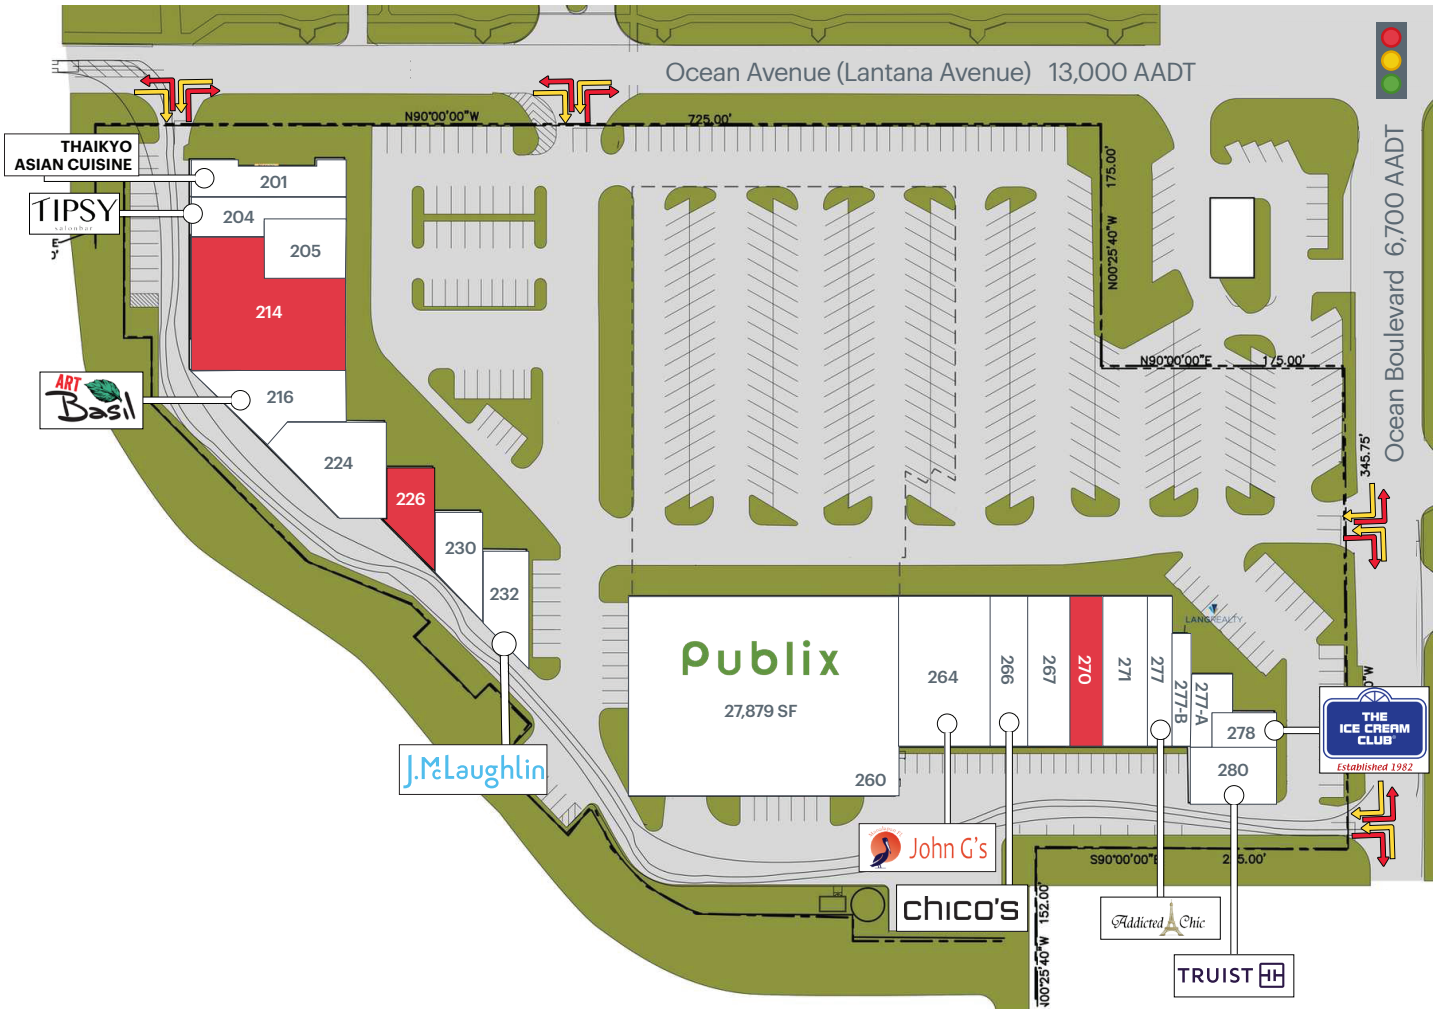 Ocean Avenue (Lantana Avenue) 13,000 AADT
N90°00'00"W
725.00'
THAIKYO
ASIAN CUISINE
201
TIPSY
salonbar
204
205
214
175.00'
N00°25'40"W
Ocean Boulevard 6,700 AADT
N90°00'00"E
175.00'
ART
Basil
216
224
226
230
232
345.75'
LANGREALTY
Publix
27,879 SF
260
264
266
267
270
271
277
277-B
277-A
278
280
THE
ICE CREAM
CLUB
Established 1982
J.McLaughlin
John G's
chico's
Addicted Chic
TRUIST
S90°00'00"E
152.00'
N00°25'40"W